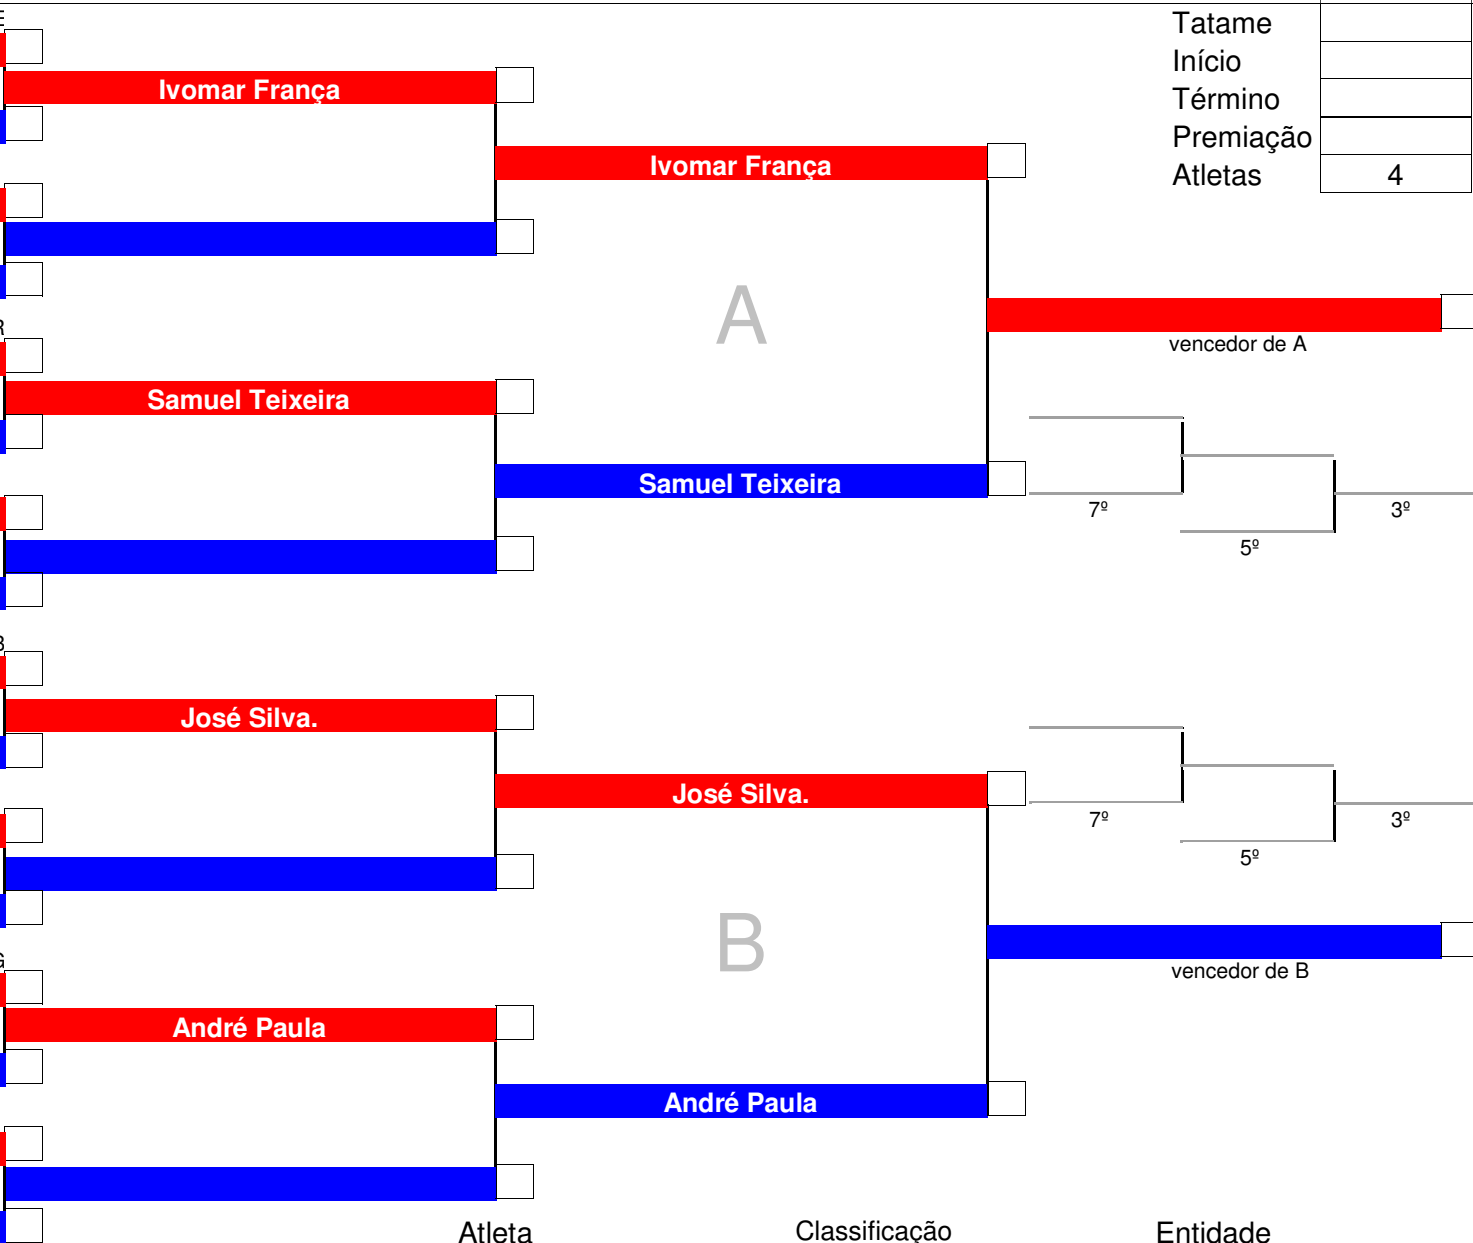 Tatame
Início
Término
Premiação
Atletas 4
Ivomar França
Ivomar França
A
vencedor de A
Samuel Teixeira
Samuel Teixeira
7º
5º
3º
José Silva.
José Silva.
7º
5º
3º
B
vencedor de B
André Paula
André Paula
Atleta Classificação Entidade